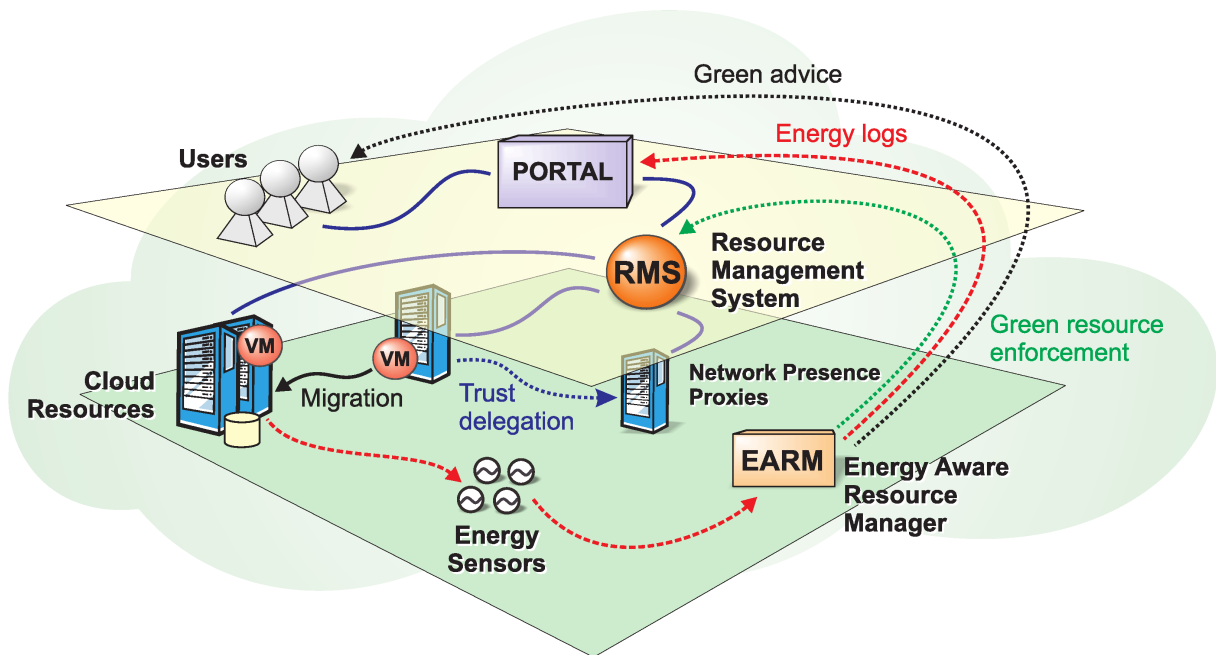 Green advice
Energy logs
Users
PORTAL
RMS
Resource
Management
System
Green resource
enforcement
VM
VM
Cloud
Resources
Migration
Trust
delegation
Network Presence
Proxies
EARM
Energy Aware
Resource
Manager
Energy
Sensors